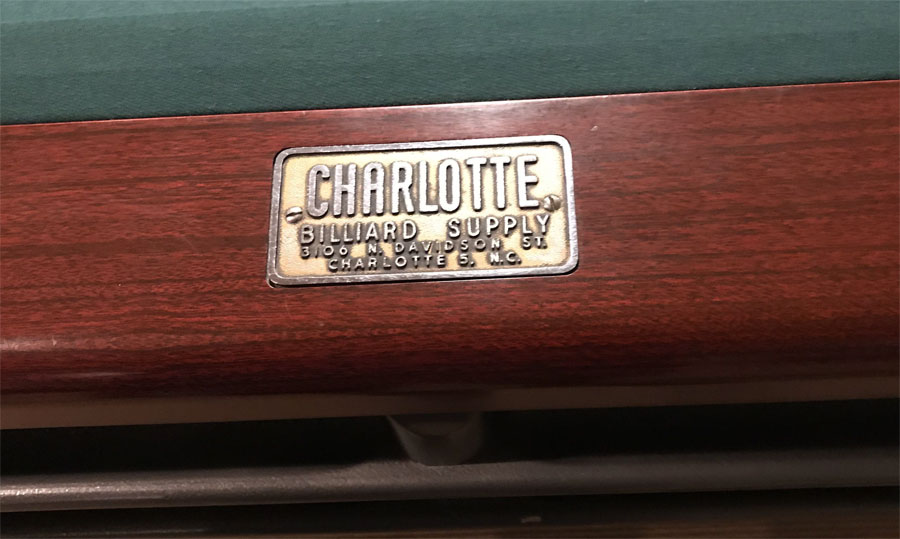 CHARLOTTE
BILLIARD SUPPLY
3106 N. DAVIDSON ST.
CHARLOTTE 5, N.C.